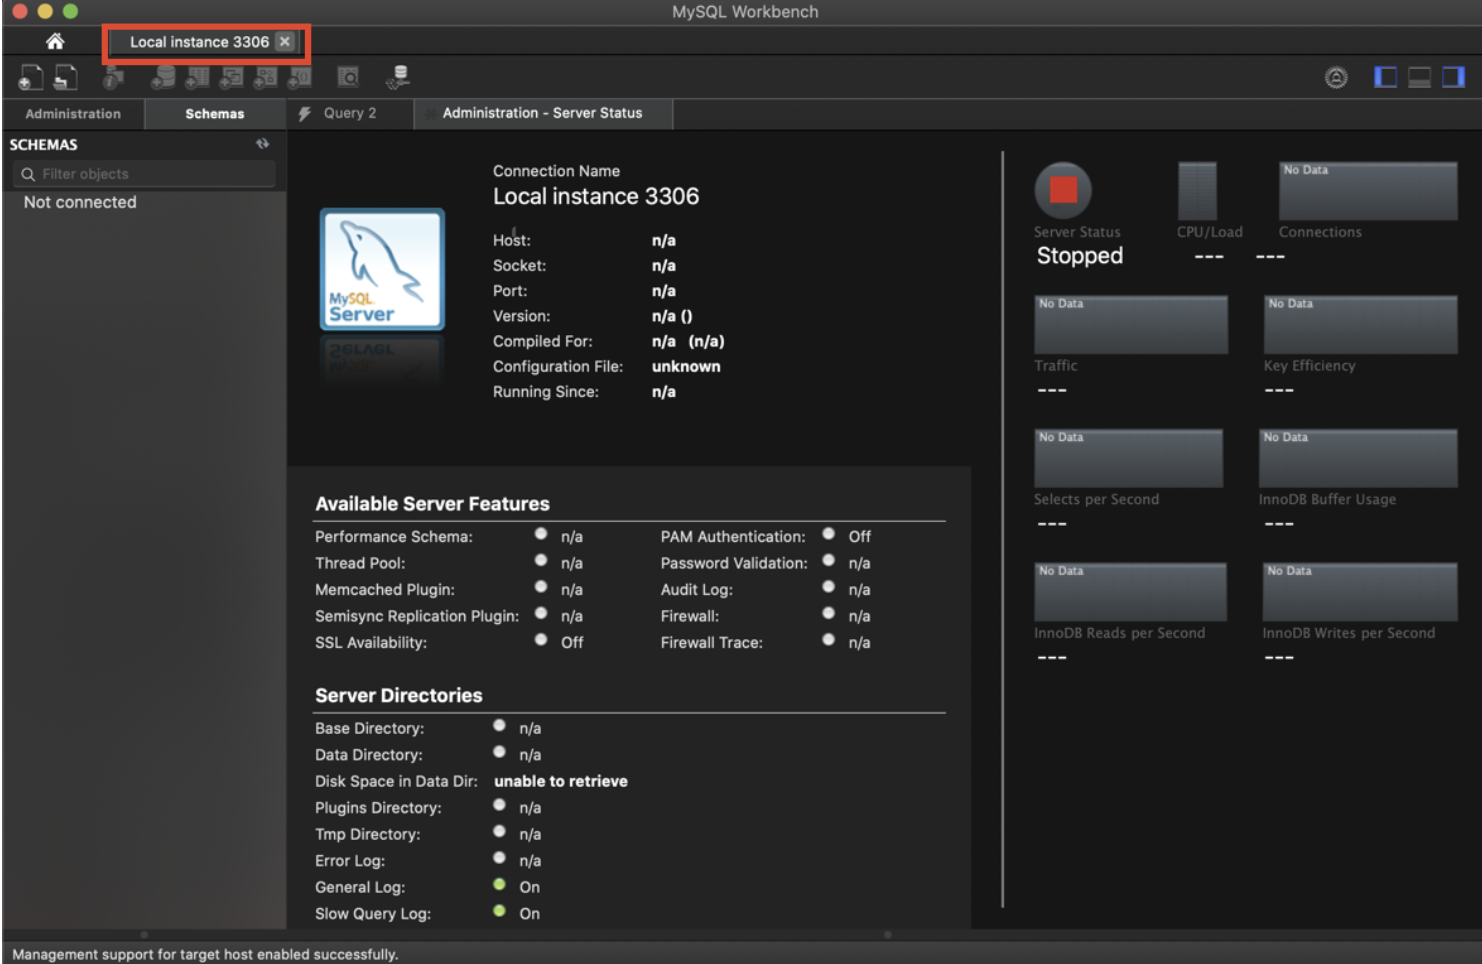 MySQL Workbench
Local instance 3306
Administration
Schemas
Query 2
Administration - Server Status
SCHEMAS
Filter objects
Not connected
MySQL
Server
Connection Name
Local instance 3306
Host: n/a
Socket: n/a
Port: n/a
Version: n/a ()
Compiled For: n/a (n/a)
Configuration File: unknown
Running Since: n/a
Available Server Features
Performance Schema: n/a
PAM Authentication: Off
Thread Pool: n/a
Password Validation: n/a
Memcached Plugin: n/a
Audit Log: n/a
Semisync Replication Plugin: n/a
Firewall: n/a
SSL Availability: Off
Firewall Trace: n/a
Server Directories
Base Directory: n/a
Data Directory: n/a
Disk Space in Data Dir: unable to retrieve
Plugins Directory: n/a
Tmp Directory: n/a
Error Log: n/a
General Log: On
Slow Query Log: On
Server Status
Stopped
CPU/Load
---
No Data
Connections
---
No Data
Traffic
---
No Data
Key Efficiency
---
No Data
Selects per Second
---
No Data
InnoDB Buffer Usage
---
No Data
InnoDB Reads per Second
---
No Data
InnoDB Writes per Second
---
Management support for target host enabled successfully.